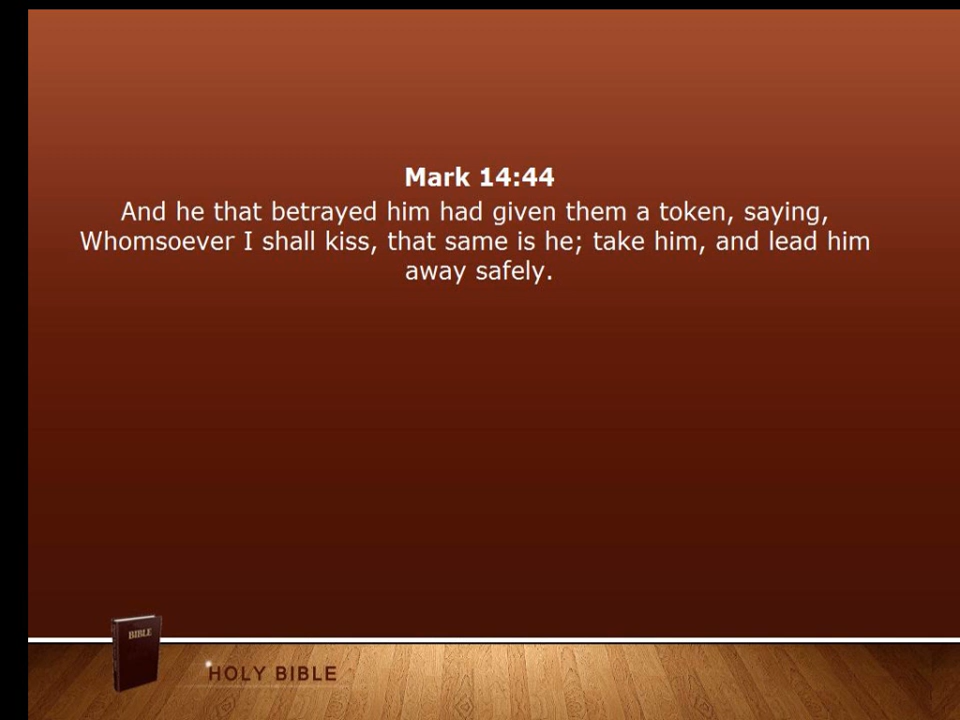 Mark 14:44
And he that betrayed him had given them a token, saying,
Whomsoever I shall kiss, that same is he; take him, and lead him
away safely.
BIBLE
HOLY BIBLE